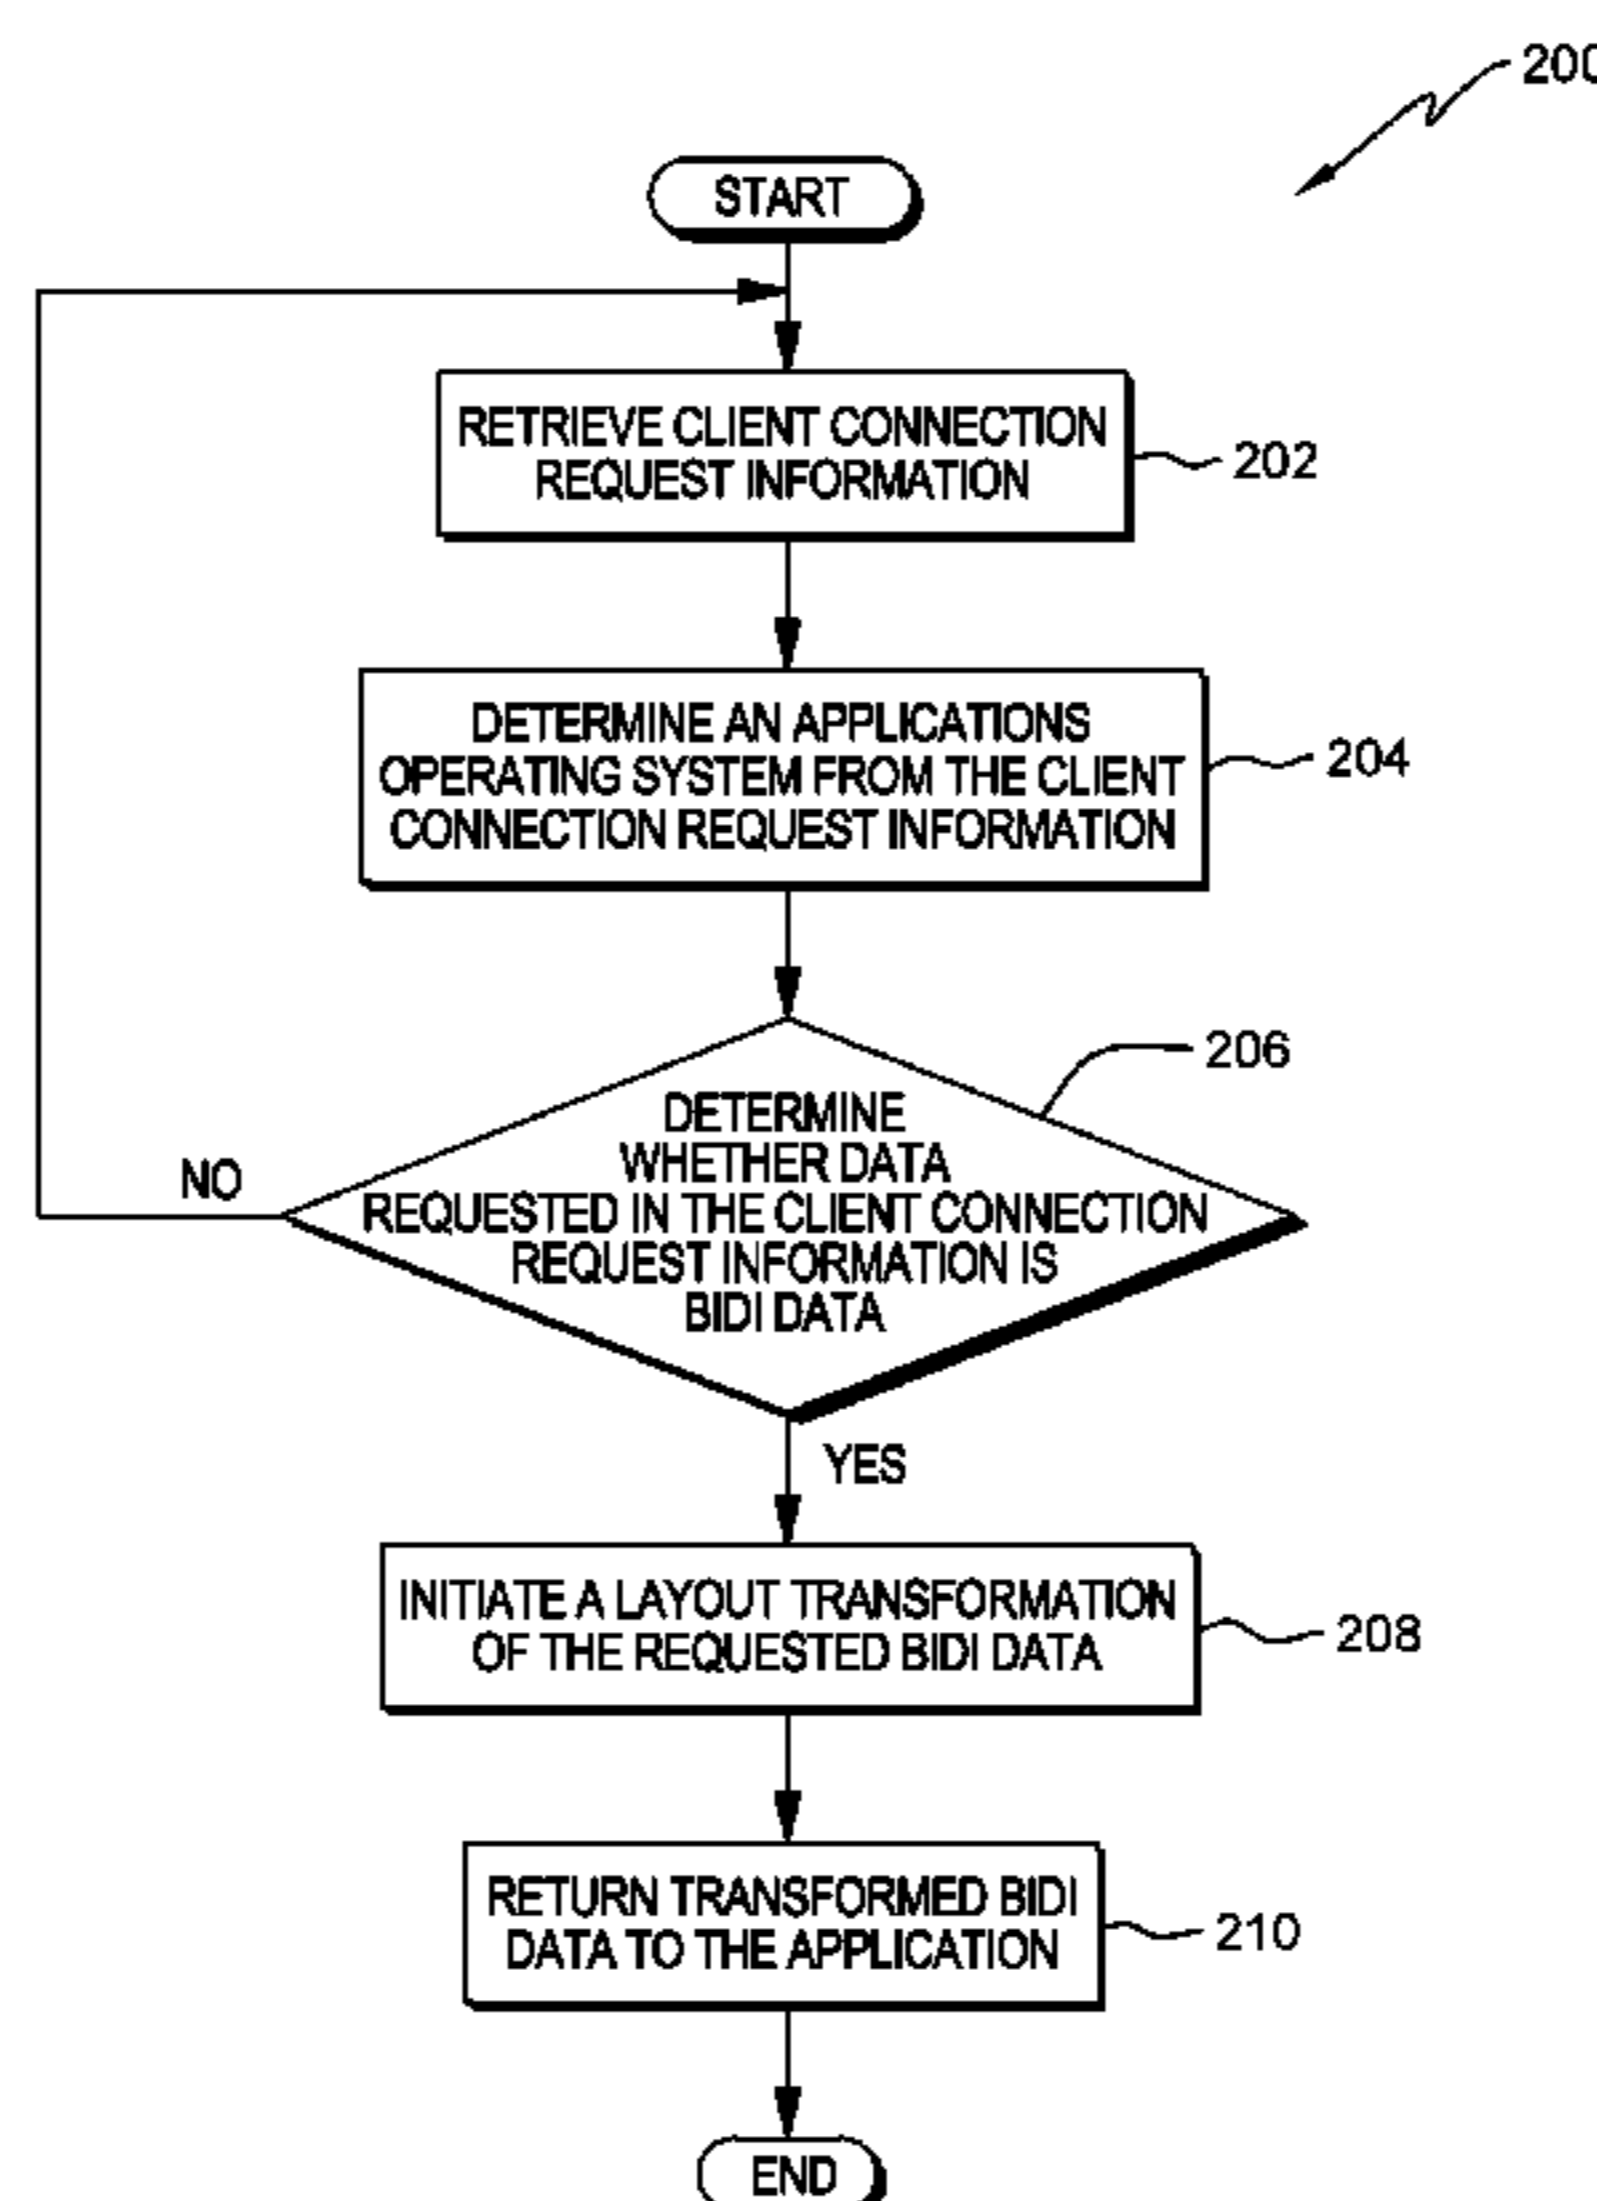 200
START
RETRIEVE CLIENT CONNECTION
REQUEST INFORMATION
202
DETERMINE AN APPLICATIONS
OPERATING SYSTEM FROM THE CLIENT
CONNECTION REQUEST INFORMATION
204
206
DETERMINE
WHETHER DATA
REQUESTED IN THE CLIENT CONNECTION
REQUEST INFORMATION IS
BIDI DATA
NO
YES
INITIATE A LAYOUT TRANSFORMATION
OF THE REQUESTED BIDI DATA
208
RETURN TRANSFORMED BIDI
DATA TO THE APPLICATION
210
END